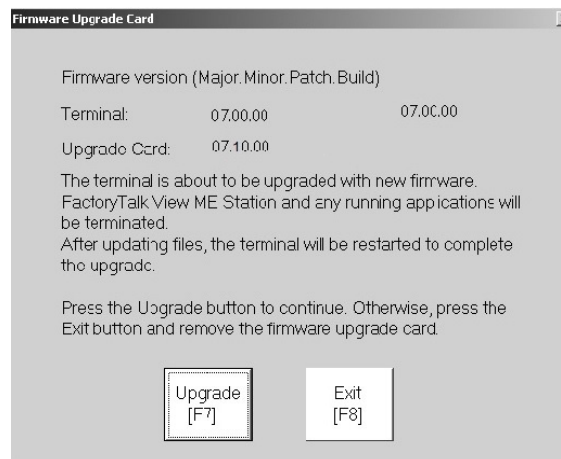 Firmware Upgrade Card
Firmware version (Major.Minor.Patch.Build)
Terminal: 07.00.00 07.00.00
Upgrade Card: 07.10.00
The terminal is about to be upgraded with new firmware.
FactoryTalk View ME Station and any running applications will
be terminated.
After updating files, the terminal will be restarted to complete
the upgrade.
Press the Upgrade button to continue. Otherwise, press the
Exit button and remove the firmware upgrade card.
Upgrade Exit
[F7] [F8]